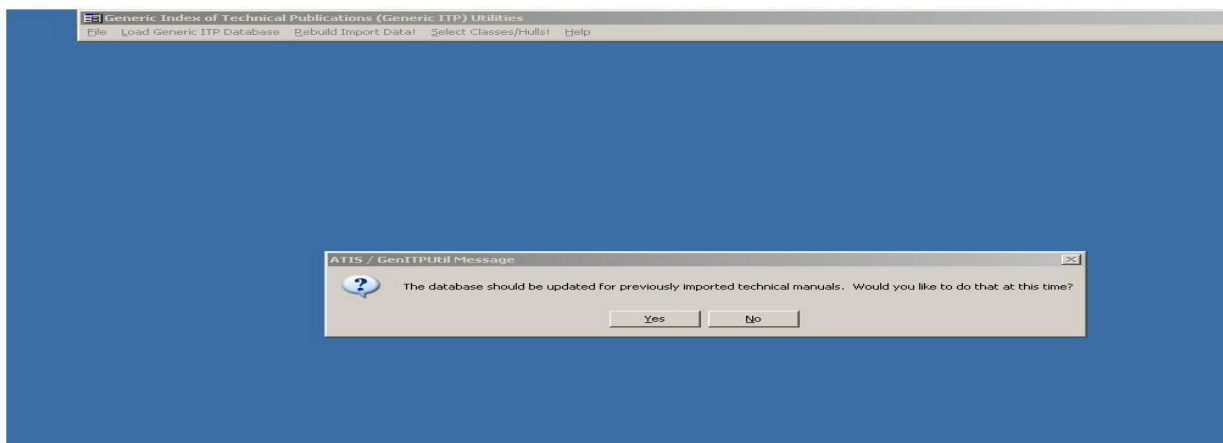 Generic Index of Technical Publications (Generic ITP) Utilities
File Load Generic ITP Database Rebuild Import Data! Select Classes/Hulls! Help
ATIS / GenITPUtil Message
The database should be updated for previously imported technical manuals. Would you like to do that at this time?
Yes No